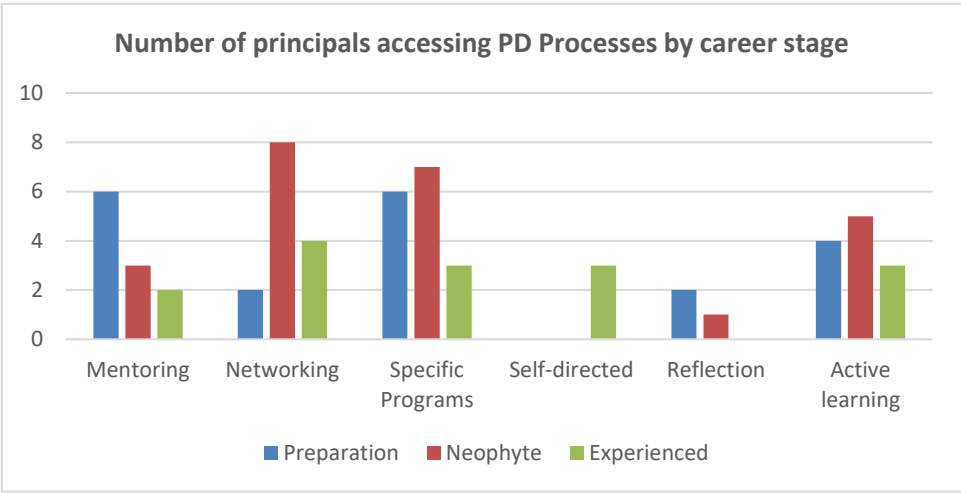 Number of principals accessing PD Processes by career stage
10
8
6
4
2
0
Mentoring Networking Specific Programs Self-directed Reflection Active learning
Preparation Neophyte Experienced